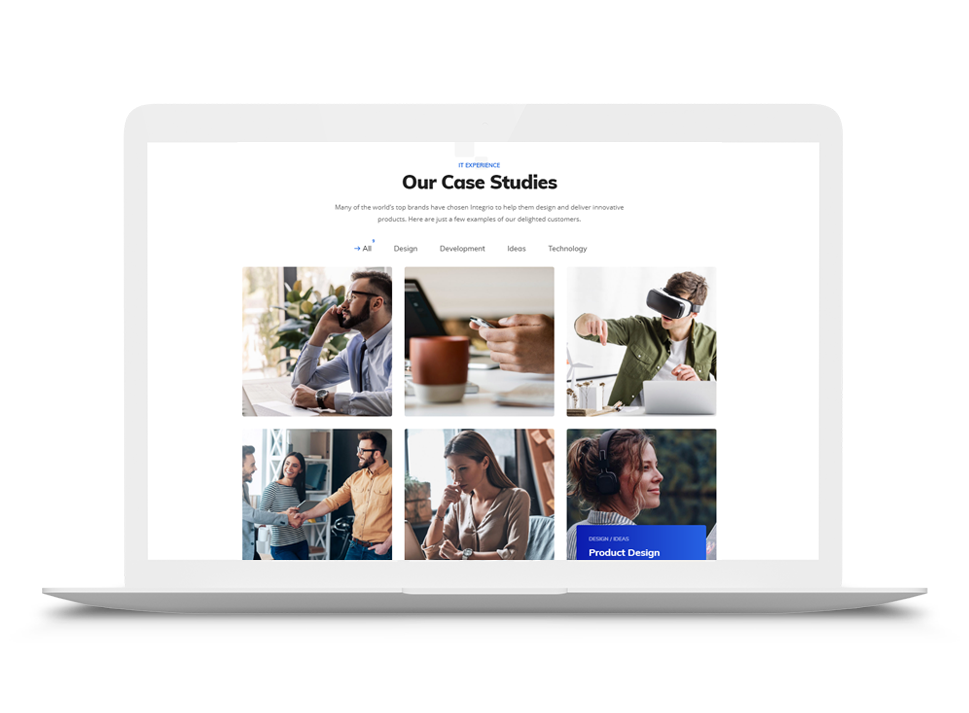 IT EXPERIENCE
Our Case Studies
Many of the world's top brands have chosen Integrio to help them design and deliver innovative
products. Here are just a few examples of our delighted customers.
→ All
Design Development Ideas Technology
DESIGN / IDEAS
Product Design